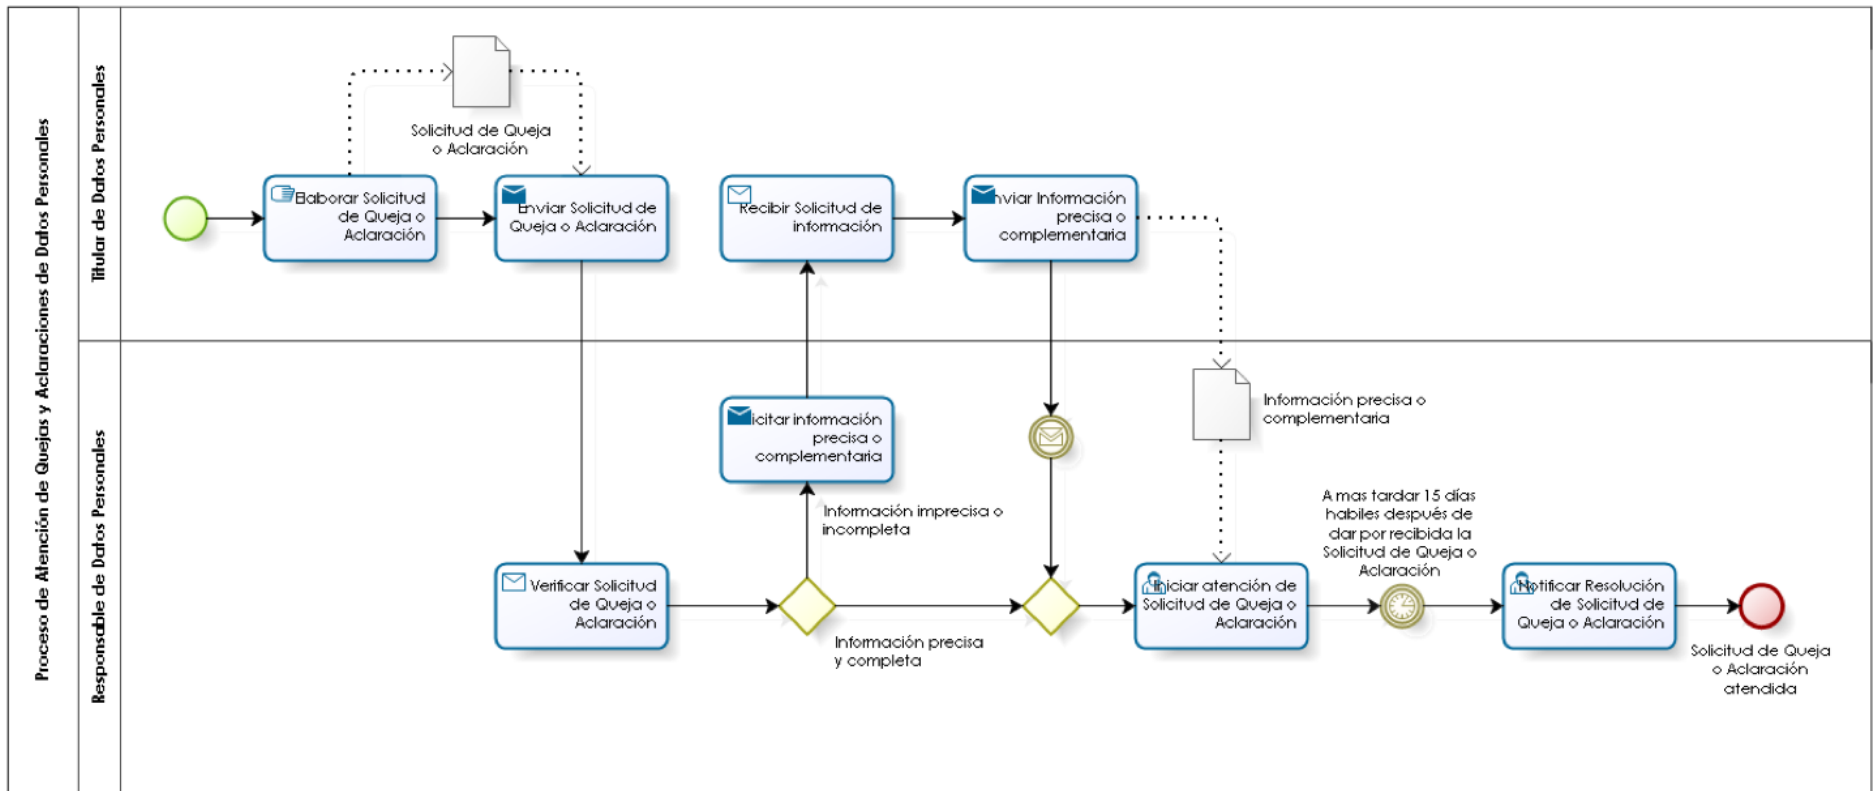 Proceso de Atención de Quejas y Aclaraciones de Datos Personales
Titular de Datos Personales
Solicitud de Queja
o Aclaración
Elaborar Solicitud
de Queja o
Aclaración
Enviar Solicitud de
Queja o Aclaración
Recibir Solicitud de
información
nviar Información
precisa o
complementaria
Responsable de Datos Personales
icitar información
precisa o
complementaria
Información precisa o
complementaria
Información imprecisa o
incompleta
A mas tardar 15 días
habiles después de
dar por recibida la
Solicitud de Queja o
Aclaración
Verificar Solicitud
de Queja o
Aclaración
Información precisa
y completa
Iniciar atención de
Solicitud de Queja o
Aclaración
Notificar Resolución
de Solicitud de
Queja o Aclaración
Solicitud de Queja
o Aclaración
atendida